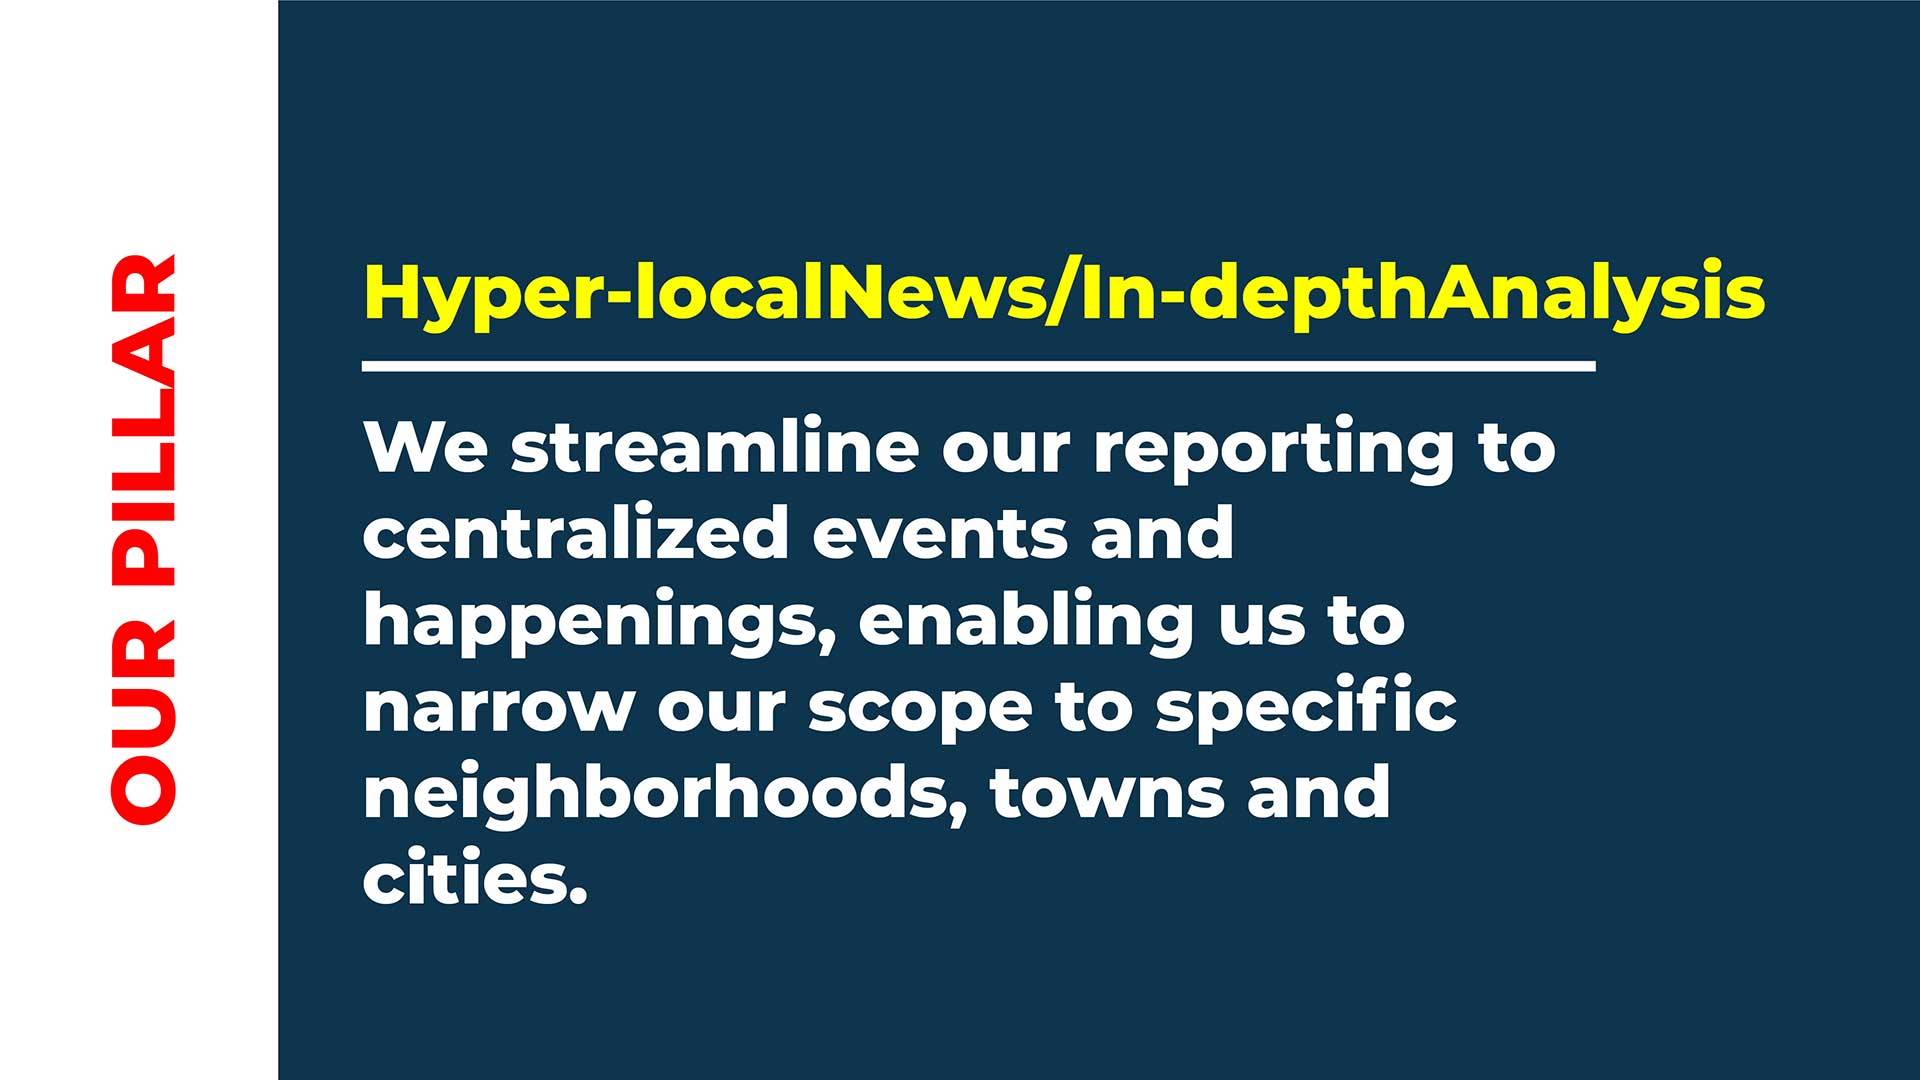 OUR PILLAR
Hyper-localNews/In-depthAnalysis
We streamline our reporting to
centralized events and
happenings, enabling us to
narrow our scope to specific
neighborhoods, towns and
cities.